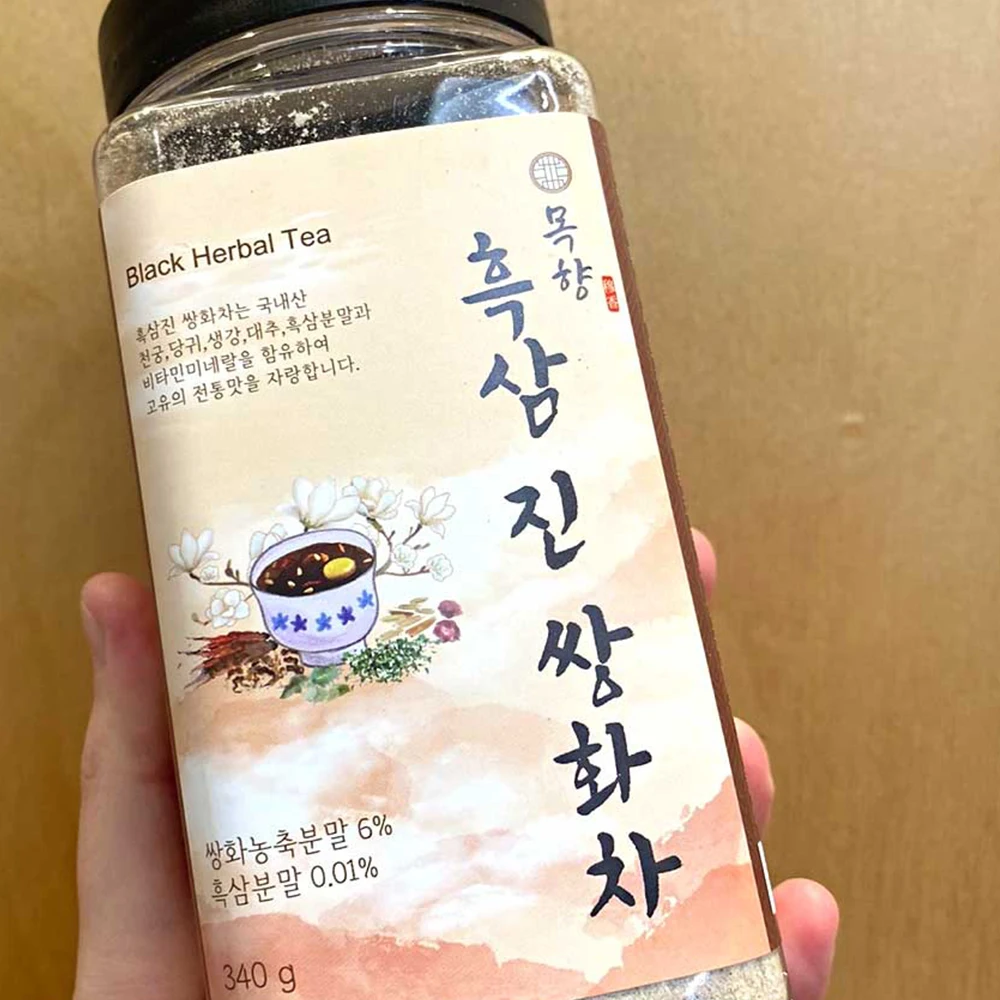 목향
흑삼진 쌍화차
Black Herbal Tea
흑삼진 쌍화차는 국내산
천궁,당귀,생강,대추,흑삼분말과
비타민미네랄을 함유하여
고유의 전통맛을 자랑합니다.
쌍화농축분말 6%
흑삼분말 0.01%
340 g